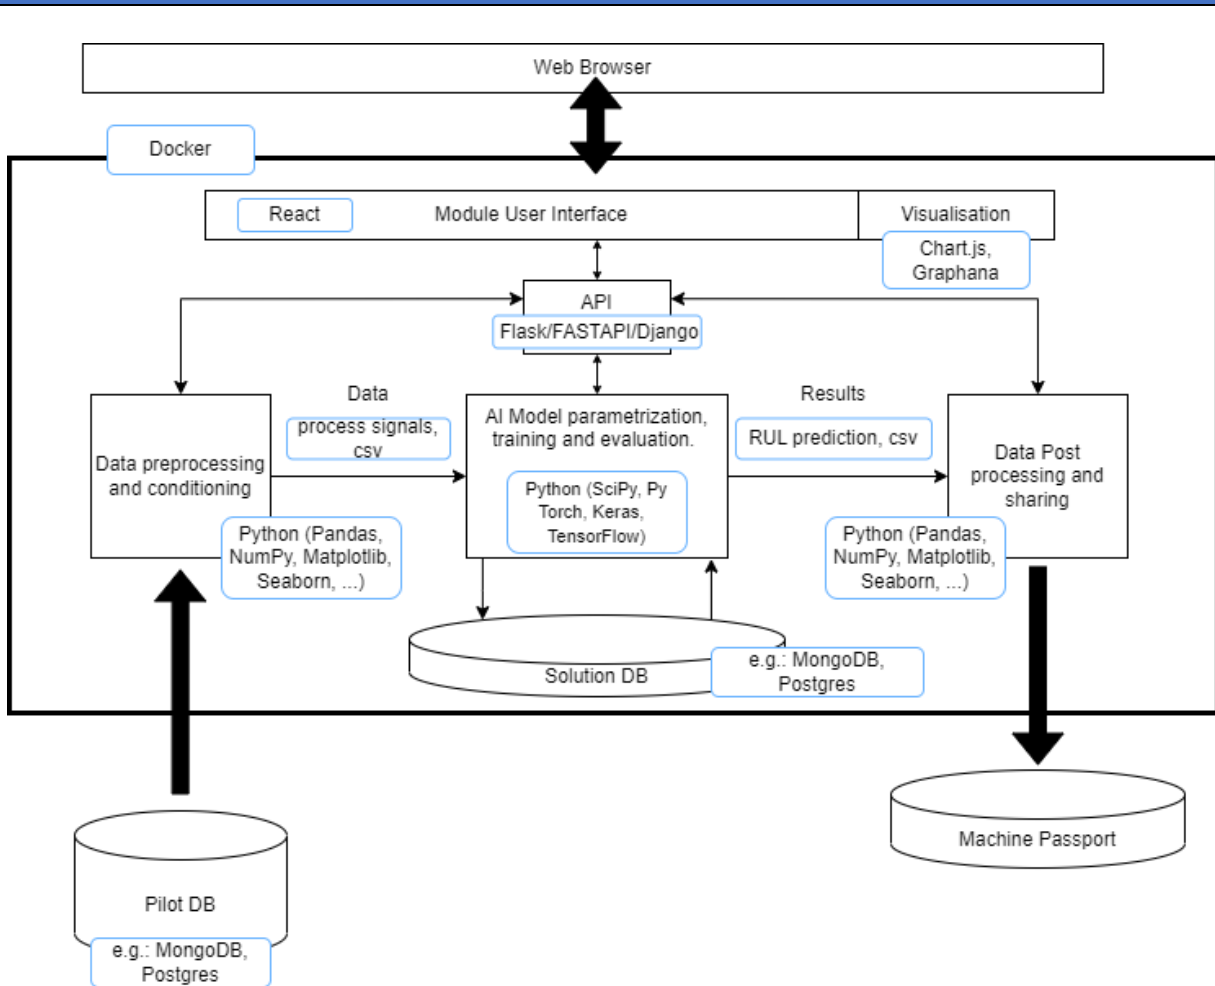 Web Browser
Docker
React
Module User Interface
Visualisation
Chart.js,
Graphana
API
Flask/FASTAPI/Django
Data
process signals,
csv
Results
RUL prediction, csv
Data preprocessing
and conditioning
Python (Pandas,
NumPy, Matplotlib,
Seaborn, ...)
AI Model parametrization,
training and evaluation.
Python (SciPy, Py
Torch, Keras,
TensorFlow)
Data Post
processing and
sharing
Python (Pandas,
NumPy, Matplotlib,
Seaborn, ...)
Solution DB
e.g.: MongoDB,
Postgres
Machine Passport
Pilot DB
e.g.: MongoDB,
Postgres